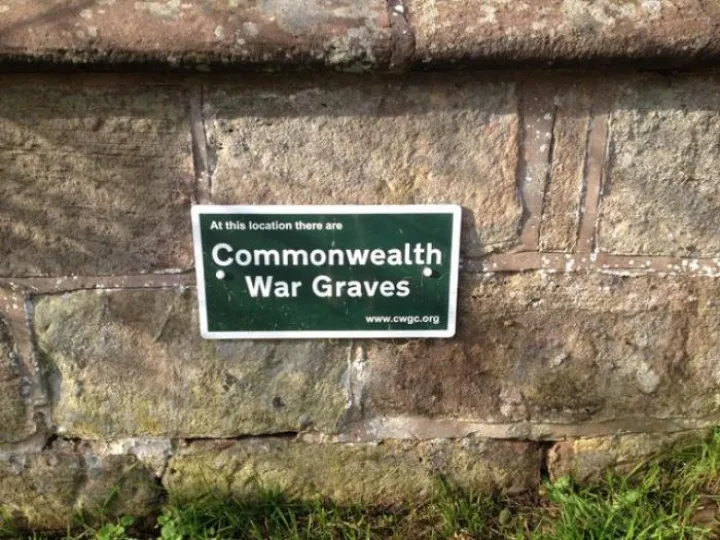 At this location there are
Commonwealth
War Graves
www.cwgc.org